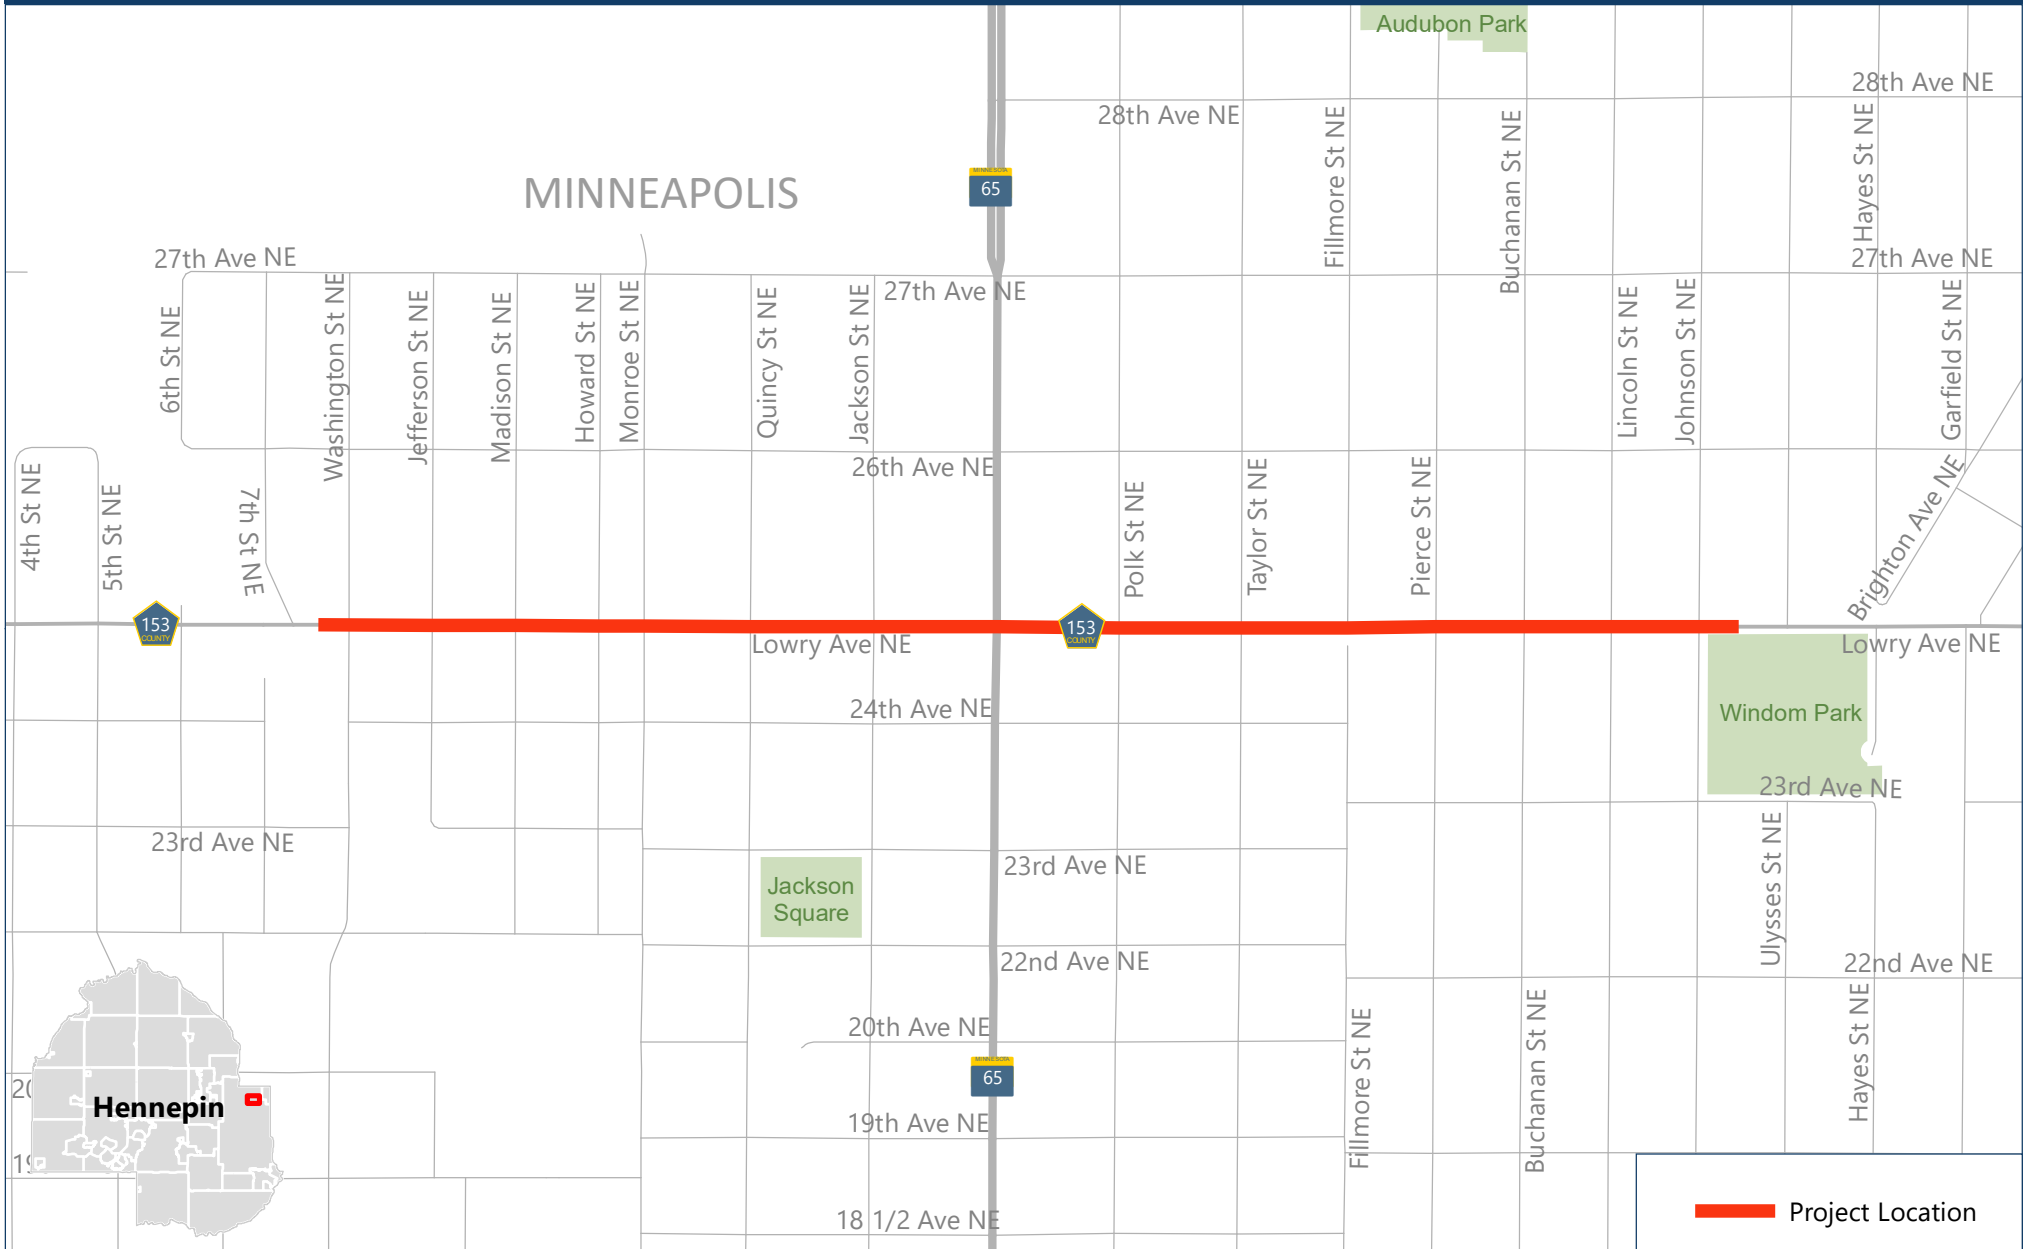 Audubon Park
28th Ave NE
28th Ave NE
Fillmore St NE
Buchanan St NE
Hayes St NE
MINNESOTA
65
MINNEAPOLIS
27th Ave NE
27th Ave NE
27th Ave NE
6th St NE
Washington St NE
Jefferson St NE
Madison St NE
Howard St NE
Monroe St NE
Quincy St NE
Jackson St NE
Lincoln St NE
Johnson St NE
Garfield St NE
26th Ave NE
4th St NE
5th St NE
7th St NE
Polk St NE
Taylor St NE
Pierce St NE
Brighton Ave NE
153
COUNTY
153
COUNTY
Lowry Ave NE
Lowry Ave NE
24th Ave NE
Windom Park
23rd Ave NE
23rd Ave NE
23rd Ave NE
Jackson
Square
Ulysses St NE
22nd Ave NE
22nd Ave NE
20th Ave NE
MINNESOTA
65
Fillmore St NE
Buchanan St NE
Hayes St NE
Hennepin
19th Ave NE
18 1/2 Ave NE
Project Location